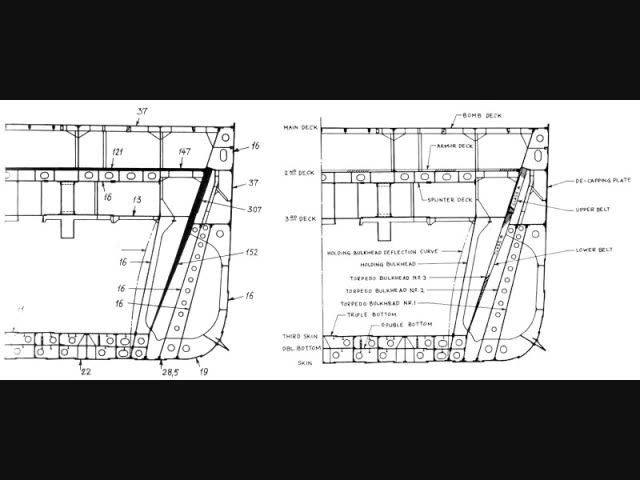 37
121
147
16
16
37
13
307
16
152
16
16
16
22
28,5
19
BOMB DECK
MAIN DECK
ARMOR DECK
2ND DECK
DE-CAPPING PLATE
SPLINTER DECK
UPPER BELT
3RD DECK
HOLDING BULKHEAD DEFLECTION CURVE
LOWER BELT
HOLDING BULKHEAD
TORPEDO BULKHEAD NR. 3
TORPEDO BULKHEAD NR. 2
TORPEDO BULKHEAD NR. 1
TRIPLE BOTTOM
DOUBLE BOTTOM
THIRD SKIN
DBL BOTTOM
SKIN